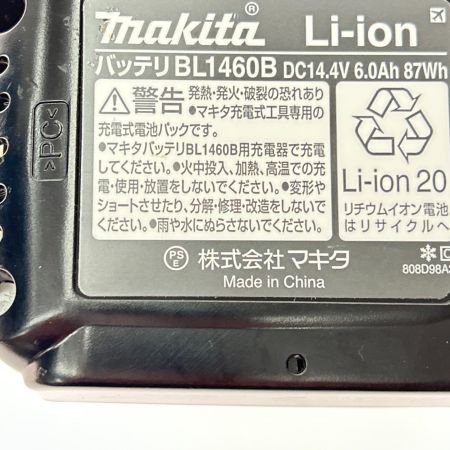 makita® Li-ion
バッテリ BL1460B DC14.4V 6.0Ah 87Wh
⚠警告 発熱・発火・破裂の恐れあり
●マキタ充電式工具専用の
充電式電池パックです。
●マキタバッテリBL1460B用充電器で充電
してください。●火中投入、加熱、高温での充
電・使用・放置をしないでください。●変形や
ショートさせたり、分解・修理・改造をしないで
ください。●雨や水にぬらさないでください。
Li-ion 20
リチウムイオン電池
はリサイクルへ
PSE 株式会社 マキタ
Made in China
808D98A
>PC<